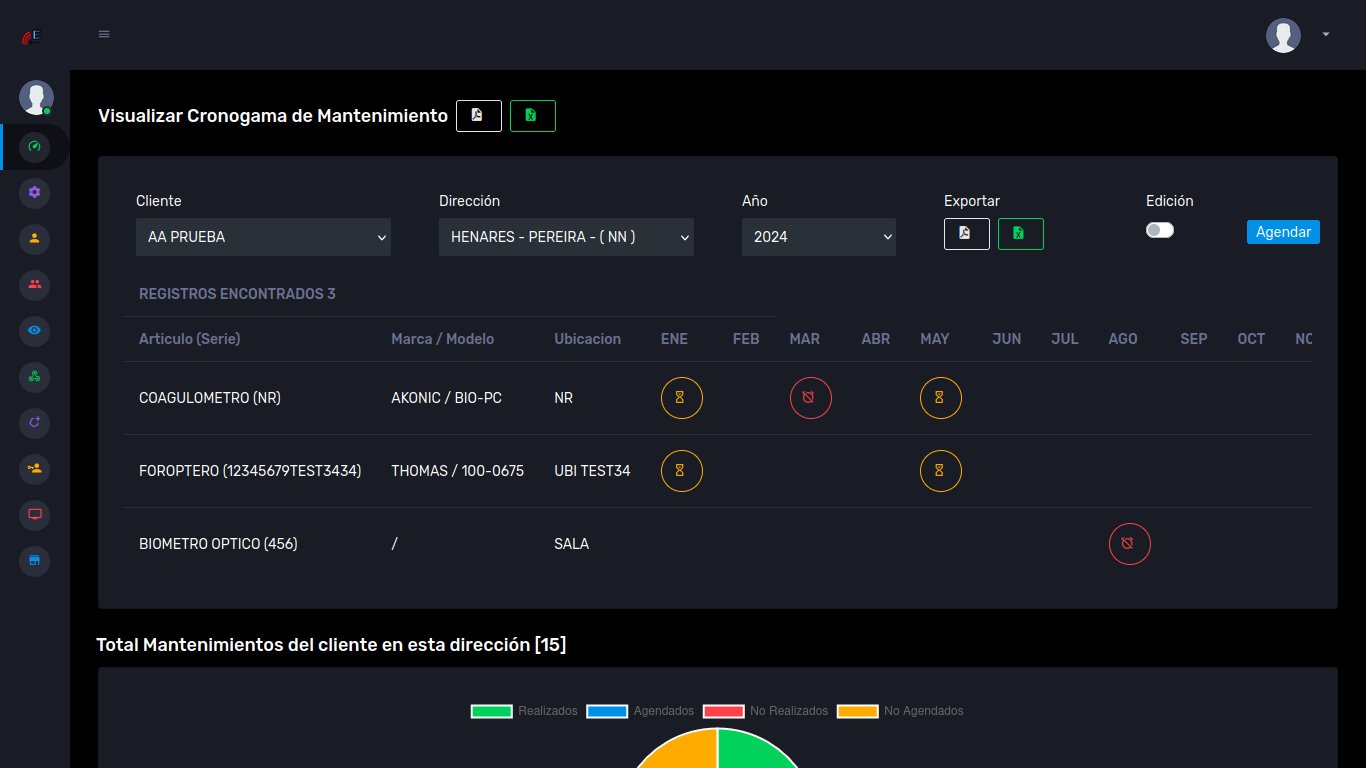 E
Visualizar Cronogama de Mantenimiento
Cliente Dirección Año Exportar Edición
AA PRUEBA HENARES - PEREIRA - ( NN ) 2024 Agendar
REGISTROS ENCONTRADOS 3
Articulo (Serie) Marca / Modelo Ubicacion ENE FEB MAR ABR MAY JUN JUL AGO SEP OCT NO
COAGULOMETRO (NR) AKONIC / BIO-PC NR
FOROPTERO (12345679TEST3434) THOMAS / 100-0675 UBI TEST34
BIOMETRO OPTICO (456) / SALA
Total Mantenimientos del cliente en esta dirección [15]
Realizados Agendados No Realizados No Agendados